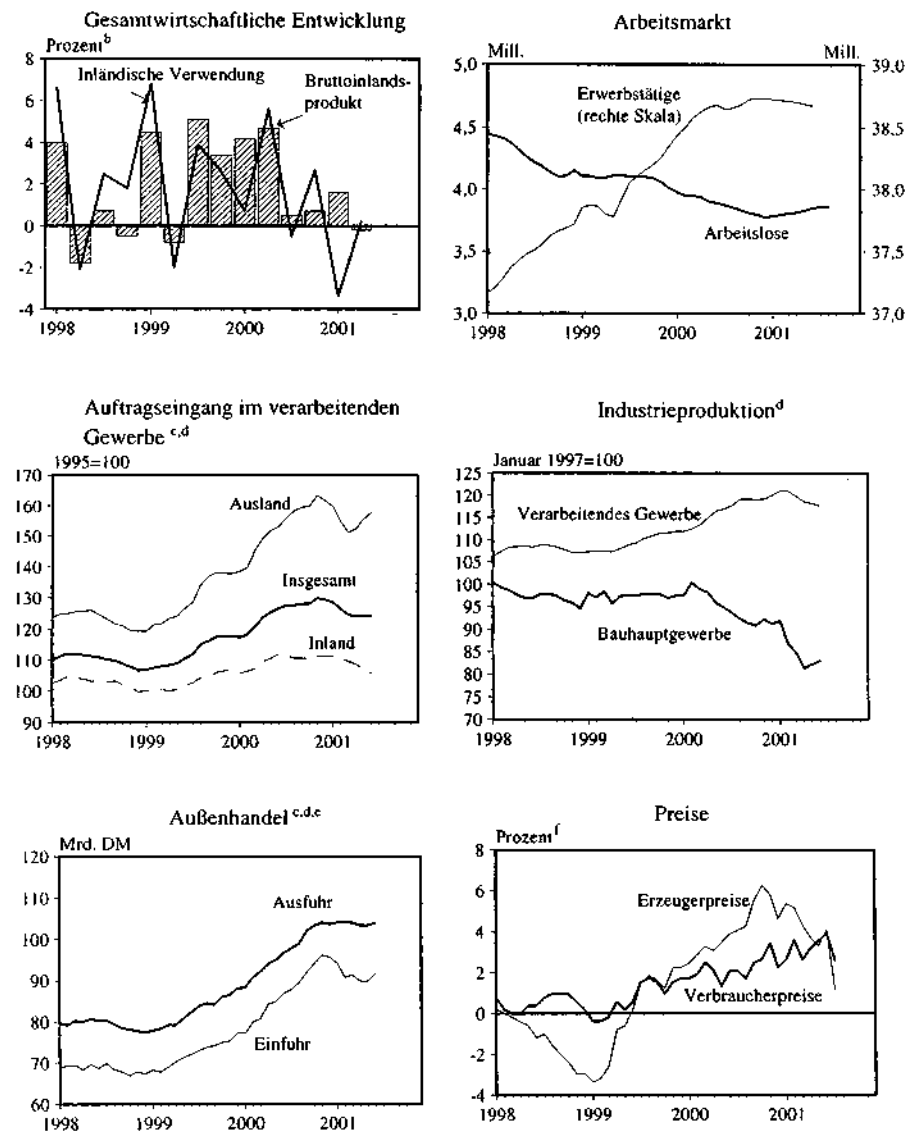 Gesamtwirtschaftliche Entwicklung
Prozent b
8
6
4
2
0
-2
-4
Inländische Verwendung
Bruttoinlands-
produkt
1998 1999 2000 2001
Arbeitsmarkt
Mill. Mill.
5,0 39,0
4,5 38,5
4,0 38,0
3,5 37,5
3,0 37,0
Erwerbstätige
(rechte Skala)
Arbeitslose
1998 1999 2000 2001
Auftragseingang im verarbeitenden
Gewerbe c,d
1995=100
170
160
150
140
130
120
110
100
90
Ausland
Insgesamt
Inland
1998 1999 2000 2001
Industrieproduktion d
Januar 1997=100
125
120
115
110
105
100
95
90
85
80
75
70
Verarbeitendes Gewerbe
Bauhauptgewerbe
1998 1999 2000 2001
Außenhandel c,d,e
Mrd. DM
120
110
100
90
80
70
60
Ausfuhr
Einfuhr
1998 1999 2000 2001
Preise
Prozent f
8
6
4
2
0
-2
-4
Erzeugerpreise
Verbraucherpreise
1998 1999 2000 2001